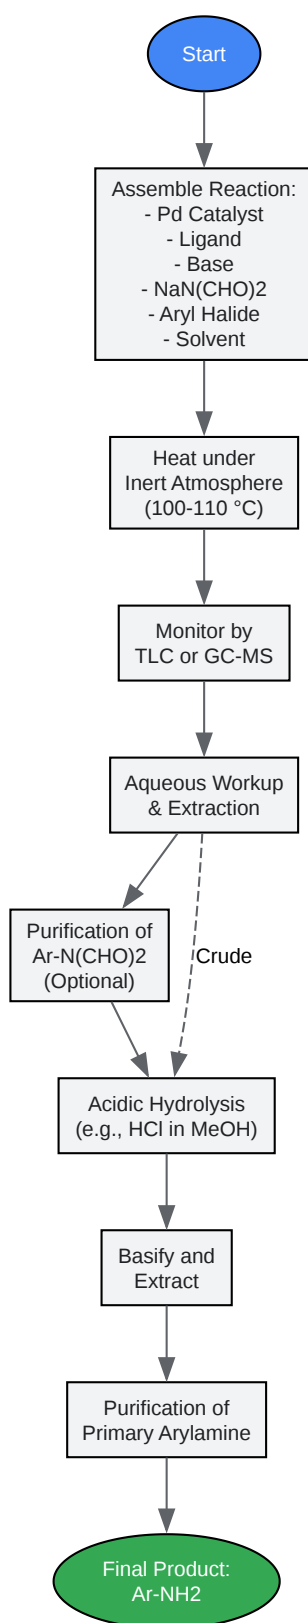 Start
Assemble Reaction:
- Pd Catalyst
- Ligand
- Base
- NaN(CHO)2
- Aryl Halide
- Solvent
Heat under
Inert Atmosphere
(100-110 °C)
Monitor by
TLC or GC-MS
Aqueous Workup
& Extraction
Purification of
Ar-N(CHO)2
(Optional)
Crude
Acidic Hydrolysis
(e.g., HCl in MeOH)
Basify and
Extract
Purification of
Primary Arylamine
Final Product:
Ar-NH2